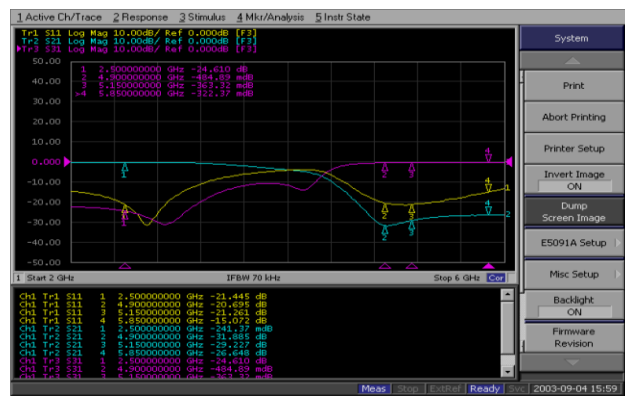 1 Active Ch/Trace 2 Response 3 Stimulus 4 Mkr/Analysis 5 Instr State
Tr1 S11 Log Mag 10.00dB/ Ref 0.000dB [F3]
Tr2 S21 Log Mag 10.00dB/ Ref 0.000dB [F3]
Tr3 S31 Log Mag 10.00dB/ Ref 0.000dB [F3]
50.00
1 2.500000000 GHz -24.610 dB
2 4.900000000 GHz -484.89 mdB
3 5.150000000 GHz -363.32 mdB
>4 5.850000000 GHz -322.37 mdB
40.00
30.00
20.00
10.00
0.000
-10.00
-20.00
-30.00
-40.00
-50.00
1 Start 2 GHz IFBW 70 kHz Stop 6 GHz Cor
Ch1 Tr1 S11 1 2.500000000 GHz -21.445 dB
Ch1 Tr1 S11 2 4.900000000 GHz -20.695 dB
Ch1 Tr1 S11 3 5.150000000 GHz -21.261 dB
Ch1 Tr1 S11 4 5.850000000 GHz -15.072 dB
Ch1 Tr2 S21 1 2.500000000 GHz -241.37 mdB
Ch1 Tr2 S21 2 4.900000000 GHz -31.885 dB
Ch1 Tr2 S21 3 5.150000000 GHz -29.227 dB
Ch1 Tr2 S21 4 5.850000000 GHz -26.648 dB
Ch1 Tr3 S31 1 2.500000000 GHz -24.610 dB
Ch1 Tr3 S31 2 4.900000000 GHz -484.89 mdB
Ch1 Tr3 S31 3 5.150000000 GHz -363.32 mdB
System
Print
Abort Printing
Printer Setup
Invert Image
ON
Dump
Screen Image
E5091A Setup
Misc Setup
Backlight
ON
Firmware
Revision
Meas Stop ExtRef Ready Svc 2003-09-04 15:59